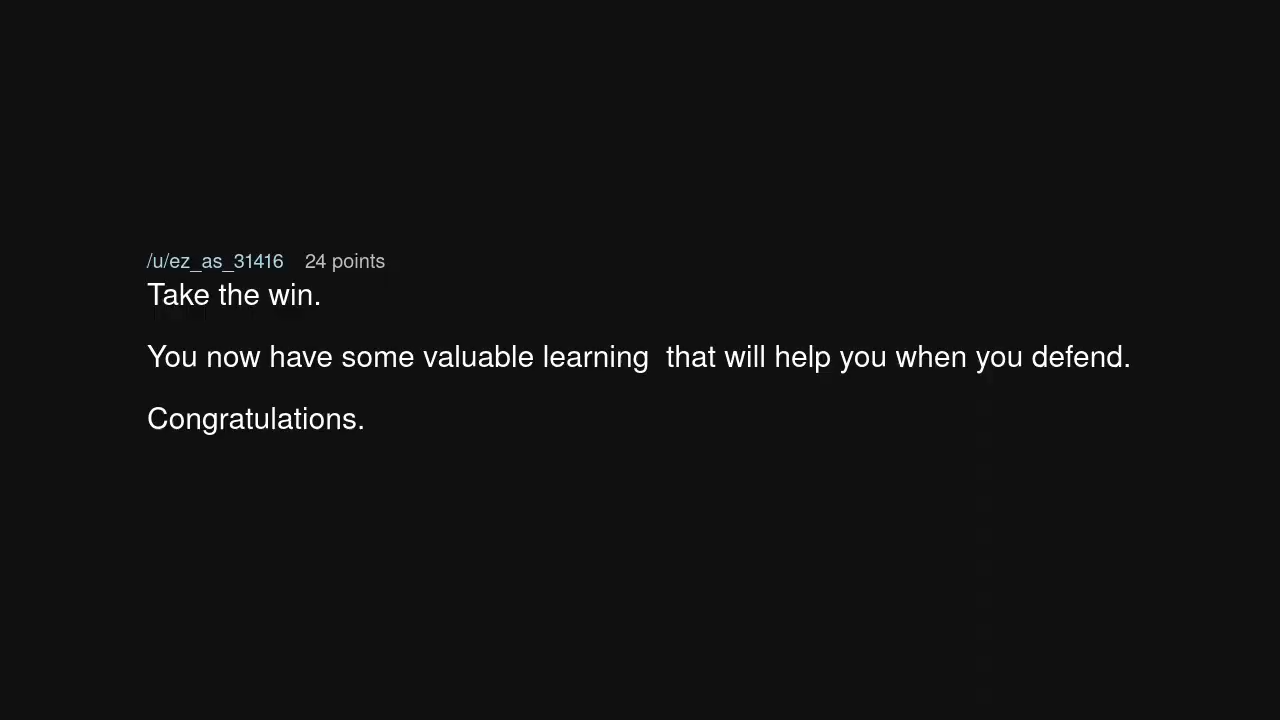 /u/ez_as_31416 24 points
Take the win.
You now have some valuable learning  that will help you when you defend.
Congratulations.